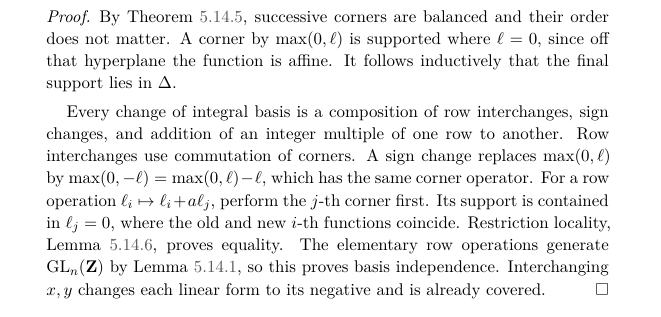 Proof. By Theorem 5.14.5, successive corners are balanced and their order
does not matter. A corner by max(0, ℓ) is supported where ℓ = 0, since off
that hyperplane the function is affine. It follows inductively that the final
support lies in Δ.
Every change of integral basis is a composition of row interchanges, sign
changes, and addition of an integer multiple of one row to another. Row
interchanges use commutation of corners. A sign change replaces max(0, ℓ)
by max(0, −ℓ) = max(0, ℓ)−ℓ, which has the same corner operator. For a row
operation ℓᵢ ↦ ℓᵢ+aℓⱼ, perform the j-th corner first. Its support is contained
in ℓⱼ = 0, where the old and new i-th functions coincide. Restriction locality,
Lemma 5.14.6, proves equality. The elementary row operations generate
GLₙ(Z) by Lemma 5.14.1, so this proves basis independence. Interchanging
x, y changes each linear form to its negative and is already covered. □